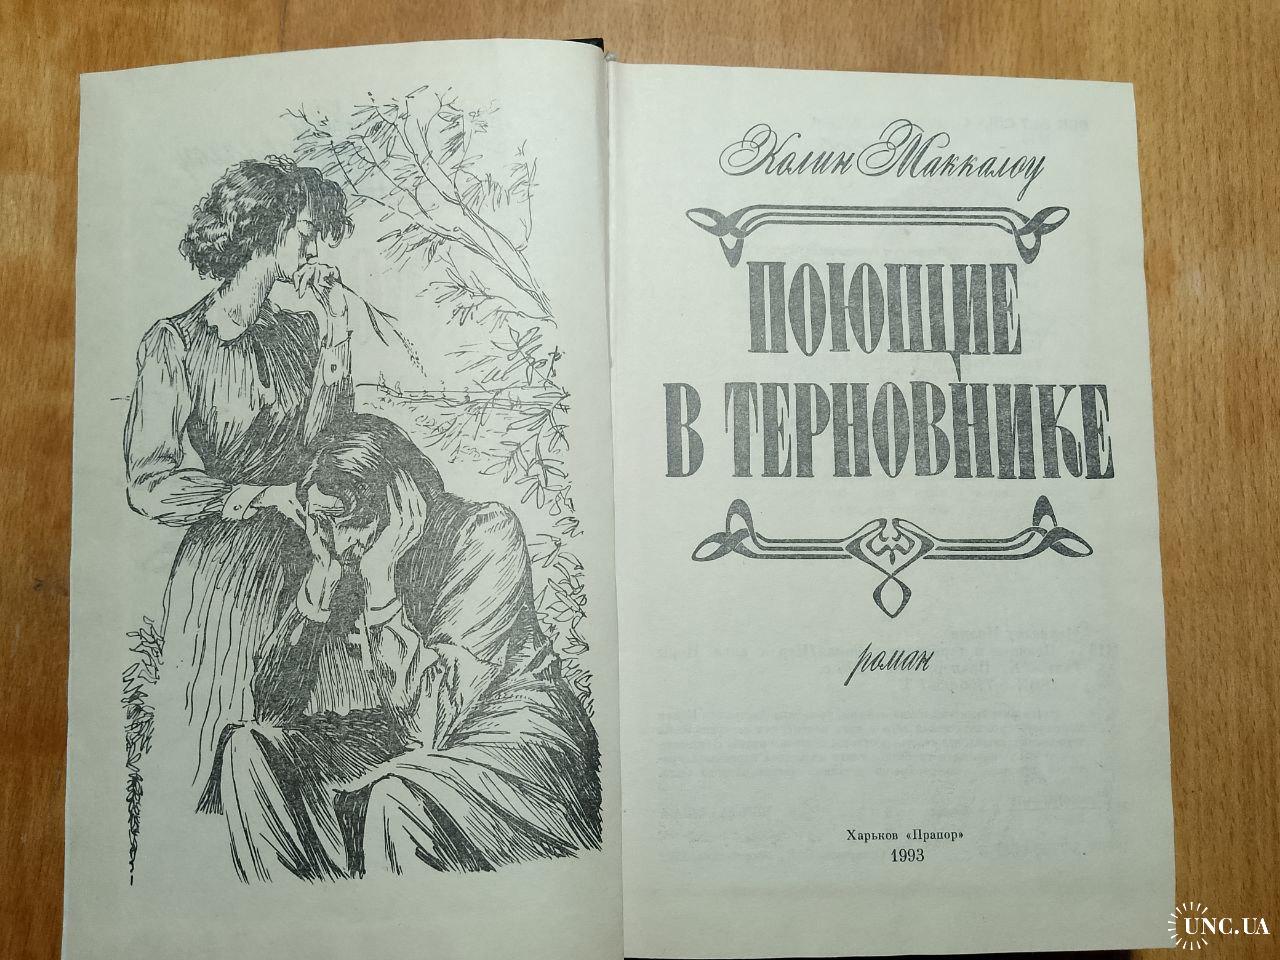 Колин Маккалоу
ПОЮЩИЕ
В ТЕРНОВНИКЕ
роман
Харьков «Прапор»
1993
UNC.UA